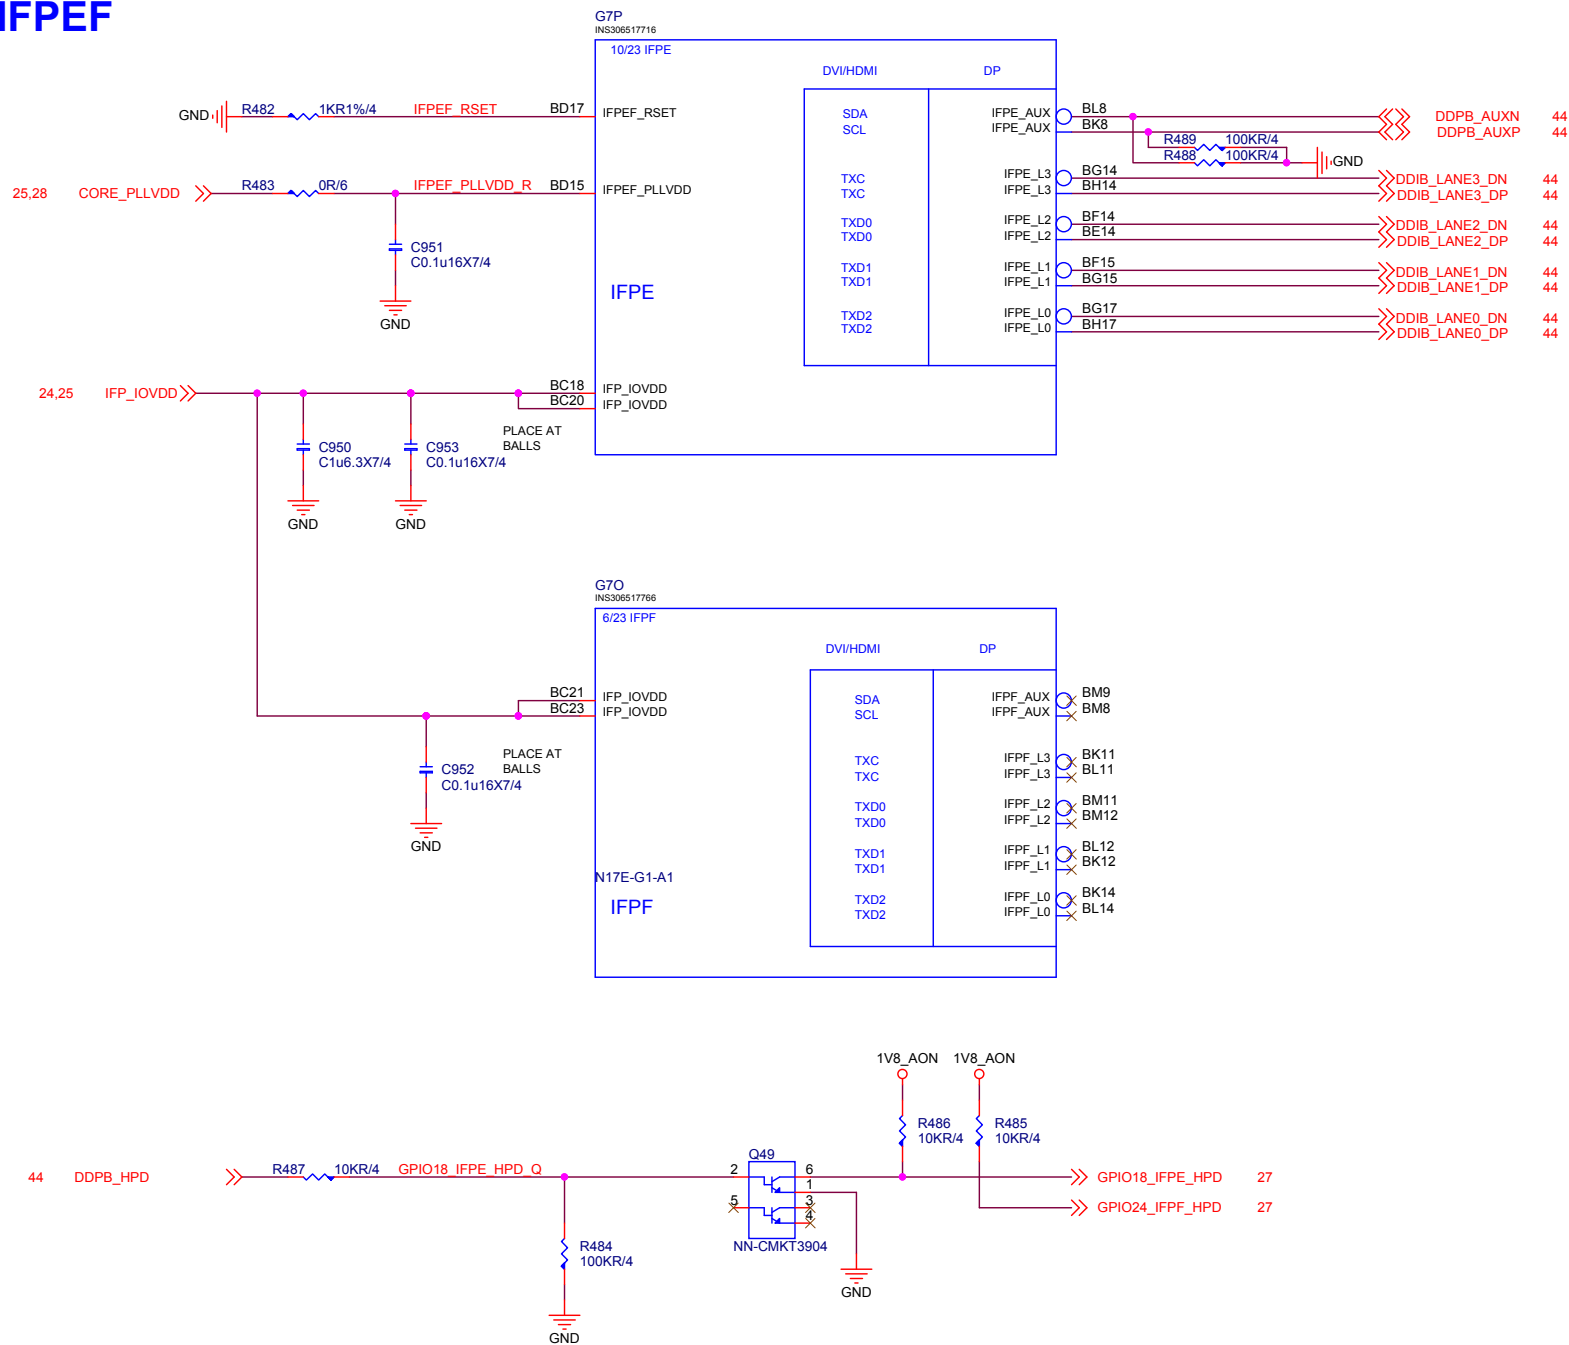 IFPEF
G7P
INS306517716
10/23 IFPE
DVI/HDMI DP
GND R482 1KR1%/4 IFPEF_RSET BD17 IFPEF_RSET
SDA IFPE_AUX BL8 DDPB_AUXN 44
SCL IFPE_AUX BK8 DDPB_AUXP 44
R489 100KR/4
R488 100KR/4 GND
25,28 CORE_PLLVDD R483 0R/6 IFPEF_PLLVDD_R BD15 IFPEF_PLLVDD
TXC IFPE_L3 BG14 DDIB_LANE3_DN 44
TXC IFPE_L3 BH14 DDIB_LANE3_DP 44
TXD0 IFPE_L2 BF14 DDIB_LANE2_DN 44
TXD0 IFPE_L2 BE14 DDIB_LANE2_DP 44
C951
C0.1u16X7/4
GND
TXD1 IFPE_L1 BF15 DDIB_LANE1_DN 44
TXD1 IFPE_L1 BG15 DDIB_LANE1_DP 44
IFPE
TXD2 IFPE_L0 BG17 DDIB_LANE0_DN 44
TXD2 IFPE_L0 BH17 DDIB_LANE0_DP 44
24,25 IFP_IOVDD BC18 IFP_IOVDD
BC20 IFP_IOVDD
PLACE AT
BALLS
C950
C1u6.3X7/4
GND
C953
C0.1u16X7/4
GND
G7O
INS306517766
6/23 IFPF
DVI/HDMI DP
BC21 IFP_IOVDD
BC23 IFP_IOVDD
SDA IFPF_AUX BM9
SCL IFPF_AUX BM8
PLACE AT
BALLS
C952
C0.1u16X7/4
GND
TXC IFPF_L3 BK11
TXC IFPF_L3 BL11
TXD0 IFPF_L2 BM11
TXD0 IFPF_L2 BM12
TXD1 IFPF_L1 BL12
TXD1 IFPF_L1 BK12
N17E-G1-A1
IFPF
TXD2 IFPF_L0 BK14
TXD2 IFPF_L0 BL14
1V8_AON 1V8_AON
R486
10KR/4
R485
10KR/4
44 DDPB_HPD R487 10KR/4 GPIO18_IFPE_HPD_Q
Q49
2 6
1
5 3
4
NN-CMKT3904
GPIO18_IFPE_HPD 27
GPIO24_IFPF_HPD 27
R484
100KR/4
GND
GND